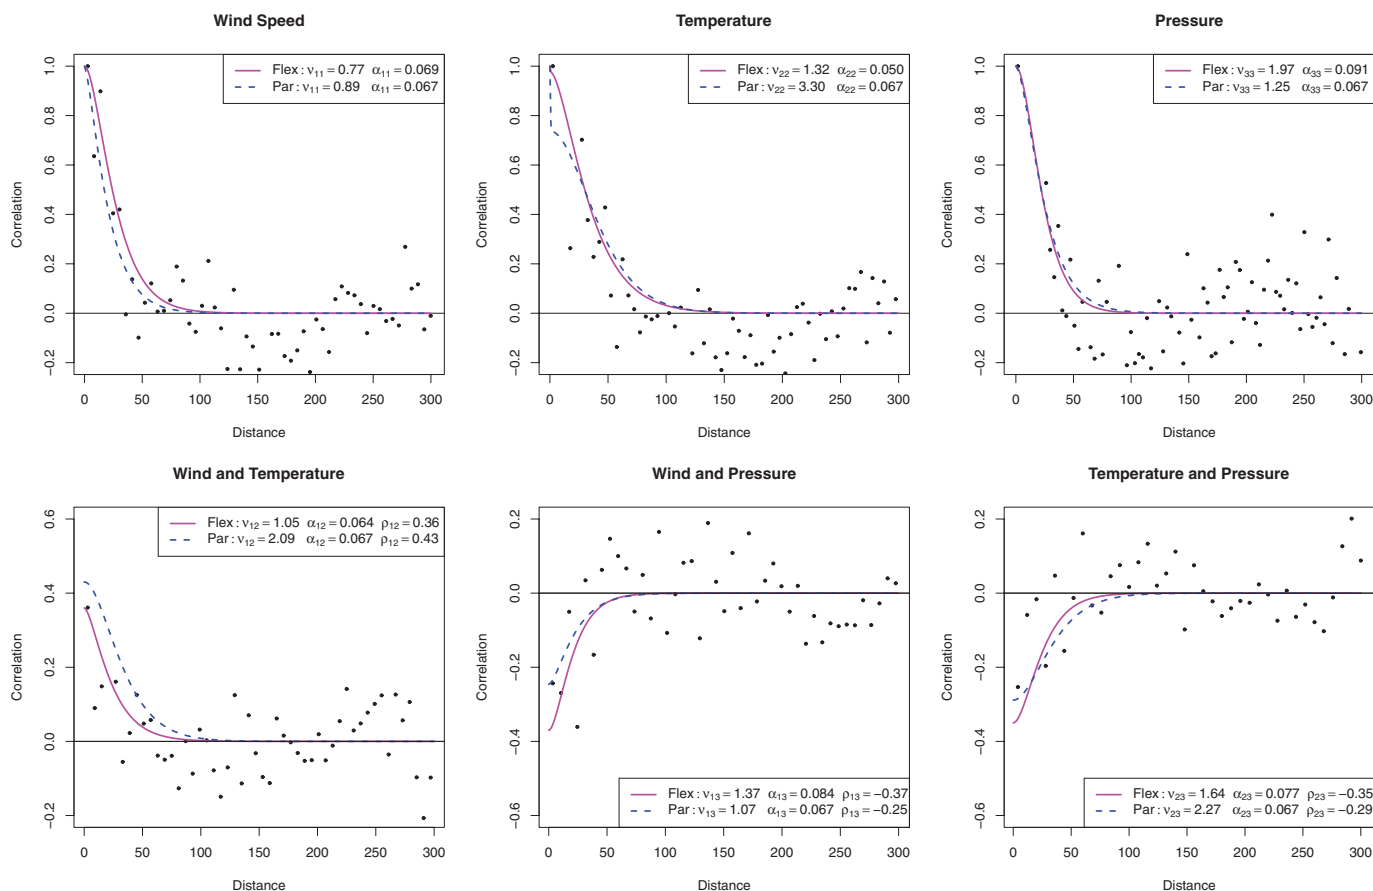 Wind Speed
Correlation
1.0
0.8
0.6
0.4
0.2
0.0
−0.2
Flex : ν11 = 0.77 α11 = 0.069
Par : ν11 = 0.89 α11 = 0.067
0 50 100 150 200 250 300
Distance
Temperature
Correlation
1.0
0.8
0.6
0.4
0.2
0.0
−0.2
Flex : ν22 = 1.32 α22 = 0.050
Par : ν22 = 3.30 α22 = 0.067
0 50 100 150 200 250 300
Distance
Pressure
Correlation
1.0
0.8
0.6
0.4
0.2
0.0
−0.2
Flex : ν33 = 1.97 α33 = 0.091
Par : ν33 = 1.25 α33 = 0.067
0 50 100 150 200 250 300
Distance
Wind and Temperature
Correlation
0.6
0.4
0.2
0.0
−0.2
Flex : ν12 = 1.05 α12 = 0.064 ρ12 = 0.36
Par : ν12 = 2.09 α12 = 0.067 ρ12 = 0.43
0 50 100 150 200 250 300
Distance
Wind and Pressure
Correlation
0.2
0.0
−0.2
−0.4
−0.6
Flex : ν13 = 1.37 α13 = 0.084 ρ13 = −0.37
Par : ν13 = 1.07 α13 = 0.067 ρ13 = −0.25
0 50 100 150 200 250 300
Distance
Temperature and Pressure
Correlation
0.2
0.0
−0.2
−0.4
−0.6
Flex : ν23 = 1.64 α23 = 0.077 ρ23 = −0.35
Par : ν23 = 2.27 α23 = 0.067 ρ23 = −0.29
0 50 100 150 200 250 300
Distance